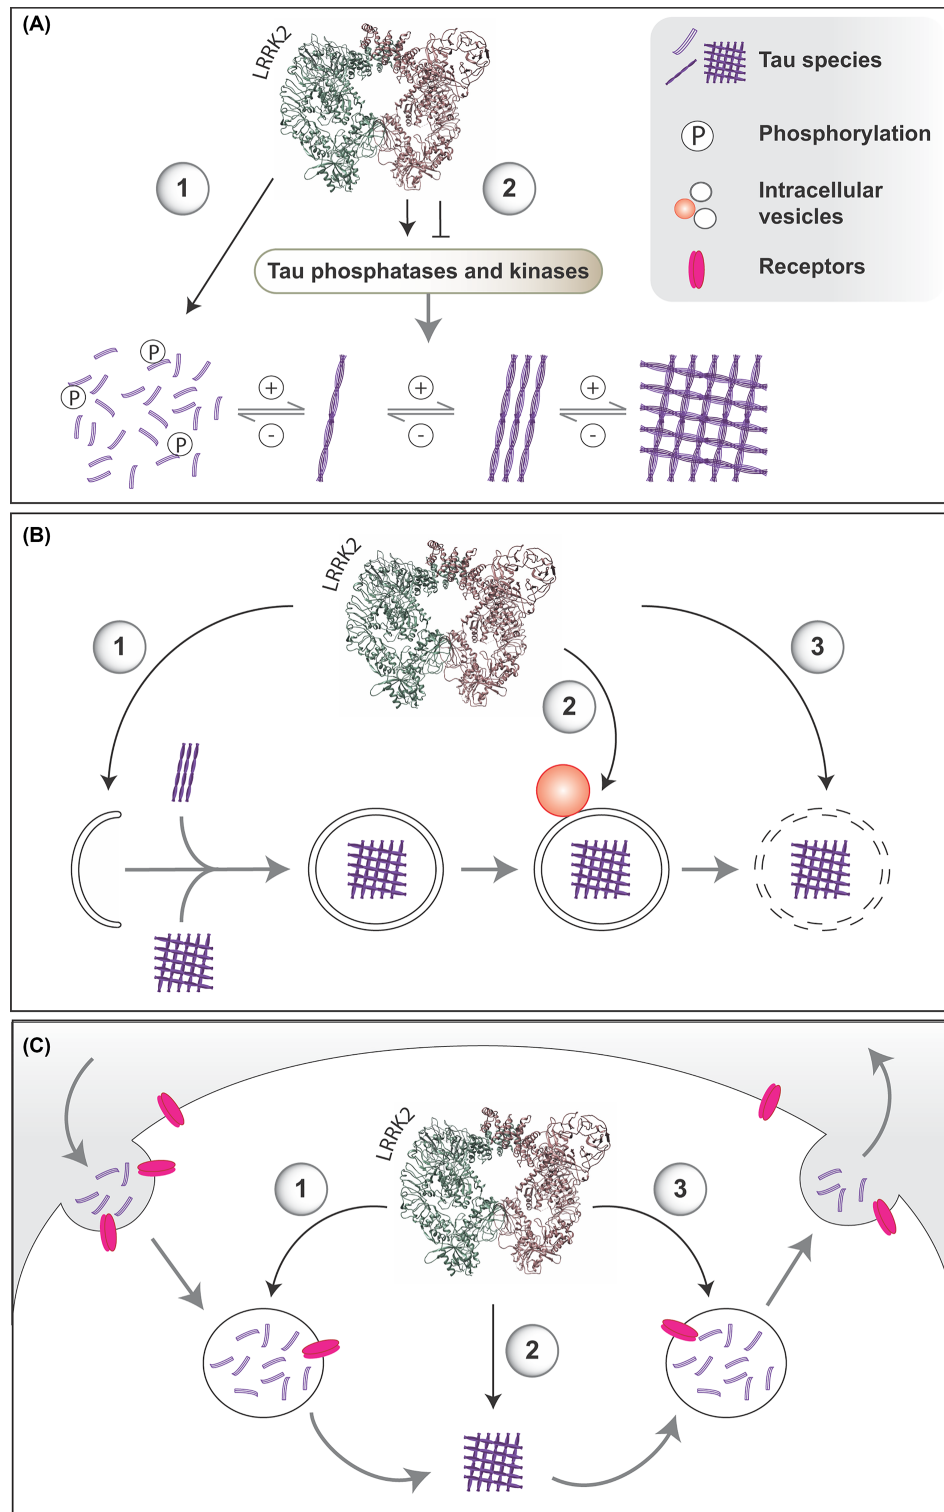 (A)
LRRK2
1
2
Tau phosphatases and kinases
Tau species
P
Phosphorylation
Intracellular
vesicles
Receptors
P
P
P
+
-
+
-
+
-
(B)
LRRK2
1
2
3
(C)
LRRK2
1
2
3